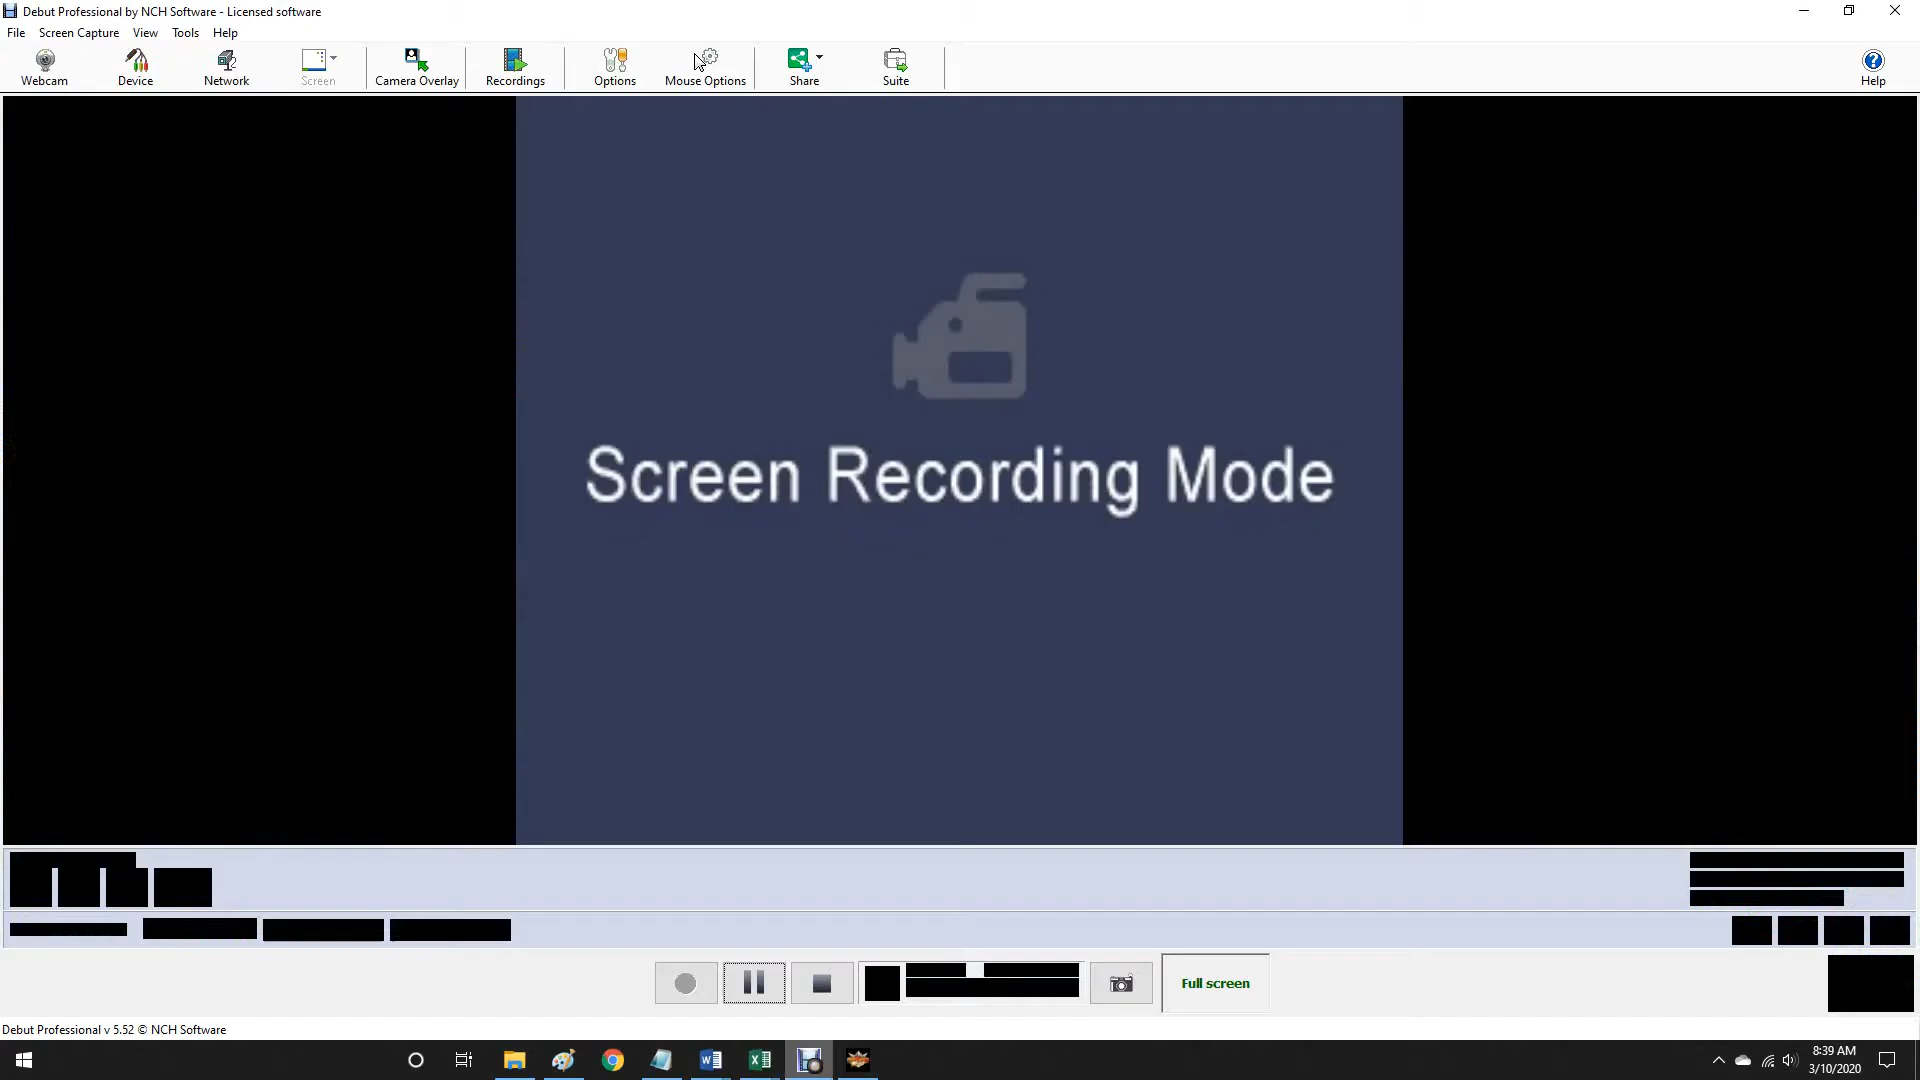 Debut Professional by NCH Software - Licensed software
File Screen Capture View Tools Help
Webcam Device Network Screen Camera Overlay Recordings Options Mouse Options Share Suite Help
Screen Recording Mode
Full screen
Debut Professional v 5.52 © NCH Software
8:39 AM
3/10/2020